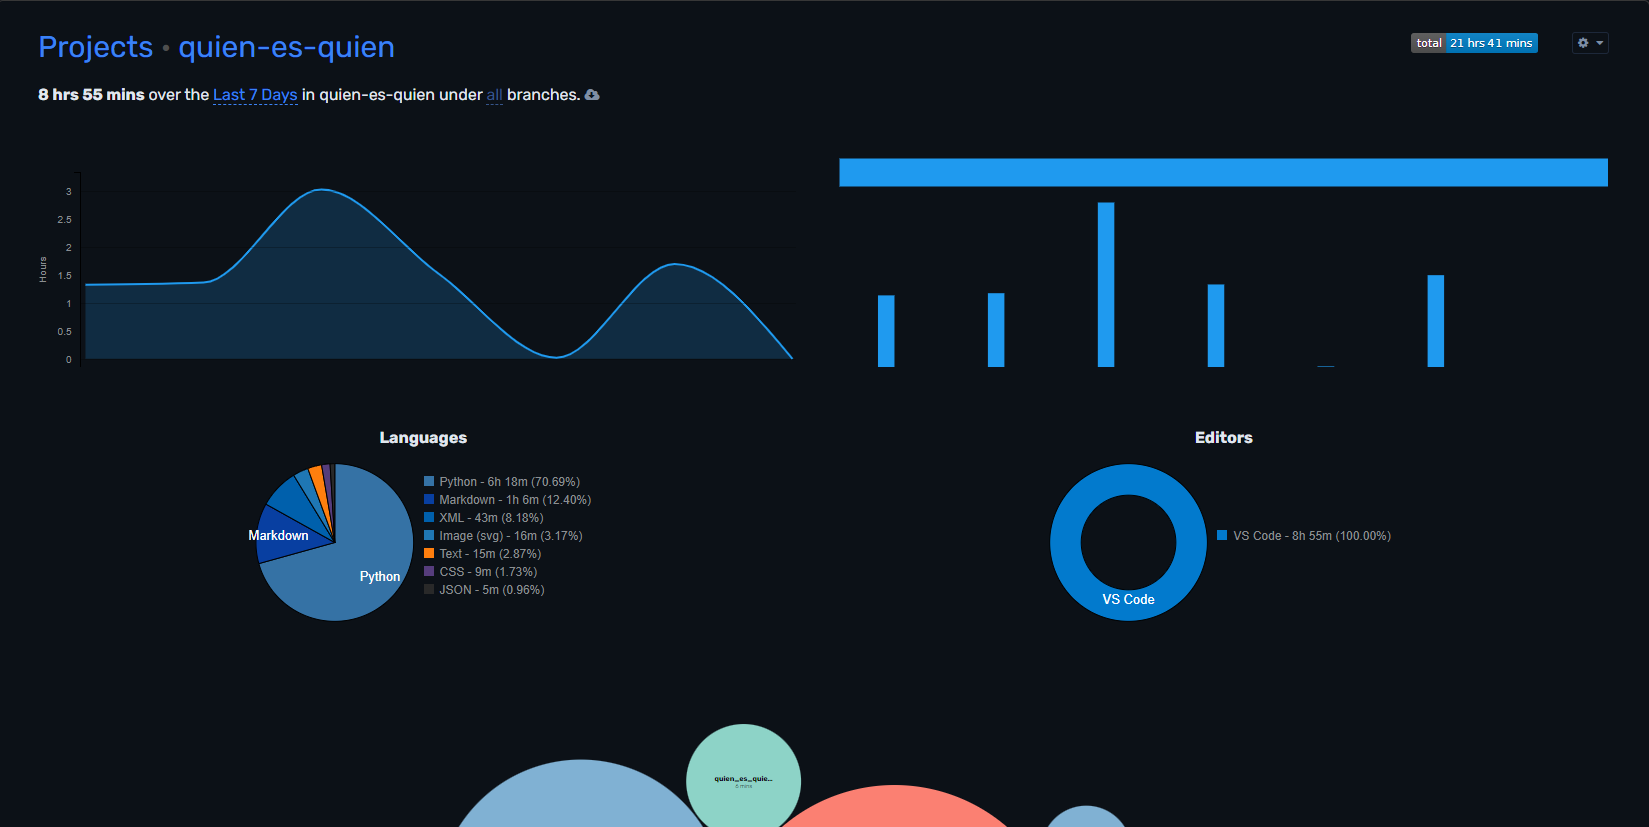 Projects • quien-es-quien
total 21 hrs 41 mins
8 hrs 55 mins over the Last 7 Days in quien-es-quien under all branches.
Hours
3
2.5
2
1.5
1
0.5
0
Languages
Markdown
Python
Python - 6h 18m (70.69%)
Markdown - 1h 6m (12.40%)
XML - 43m (8.18%)
Image (svg) - 16m (3.17%)
Text - 15m (2.87%)
CSS - 9m (1.73%)
JSON - 5m (0.96%)
Editors
VS Code
VS Code - 8h 55m (100.00%)
quien_es_quie...
6 mins